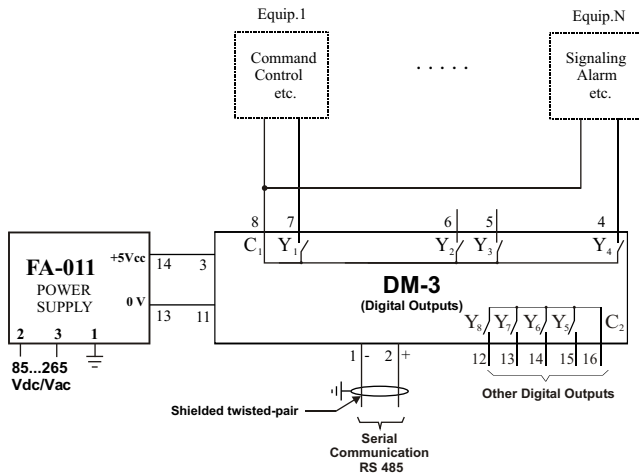 Equip.1
Equip.N
Command
Control
etc.
. . . . .
Signaling
Alarm
etc.
8 7 6 5 4
C1 Y1 Y2 Y3 Y4
FA-011
POWER
SUPPLY
+5Vcc
14 3
0 V
13 11
2 3 1
85...265
Vdc/Vac
DM-3
(Digital Outputs)
Y8 Y7 Y6 Y5 C2
12 13 14 15 16
Other Digital Outputs
1 - 2 +
Shielded twisted-pair
Serial
Communication
RS 485